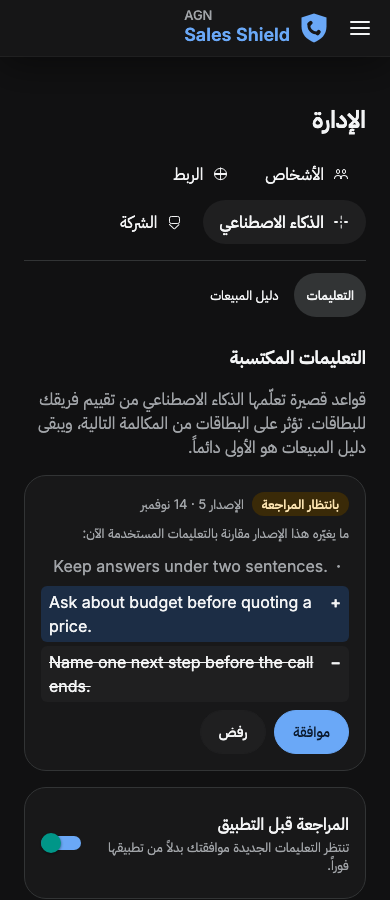 AGN
Sales Shield
الإدارة
الأشخاص
الربط
الذكاء الاصطناعي
الشركة
التعليمات
دليل المبيعات
التعليمات المكتسبة
قواعد قصيرة تعلّمها الذكاء الاصطناعي من تقييم فريقك
للبطاقات. تؤثر على البطاقات من المكالمة التالية، ويبقى
دليل المبيعات هو الأولى دائماً.
بانتظار المراجعة
الإصدار 5 · 14 نوفمبر
ما يغيّره هذا الإصدار مقارنة بالتعليمات المستخدمة الآن:
· Keep answers under two sentences.
+ Ask about budget before quoting a
price.
− Name one next step before the call
ends.
موافقة
رفض
المراجعة قبل التطبيق
تنتظر التعليمات الجديدة موافقتك بدلاً من تطبيقها
فوراً.